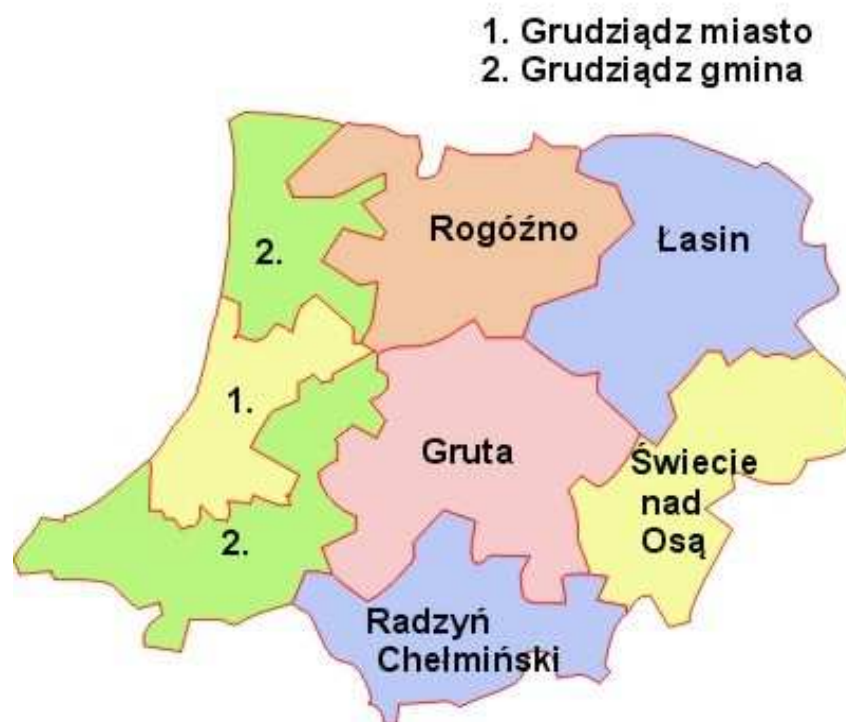 1. Grudziądz miasto
2. Grudziądz gmina
Rogóźno
Łasin
2.
1.
Gruta
Świecie
nad
Osą
2.
Radzyń
Chełmiński